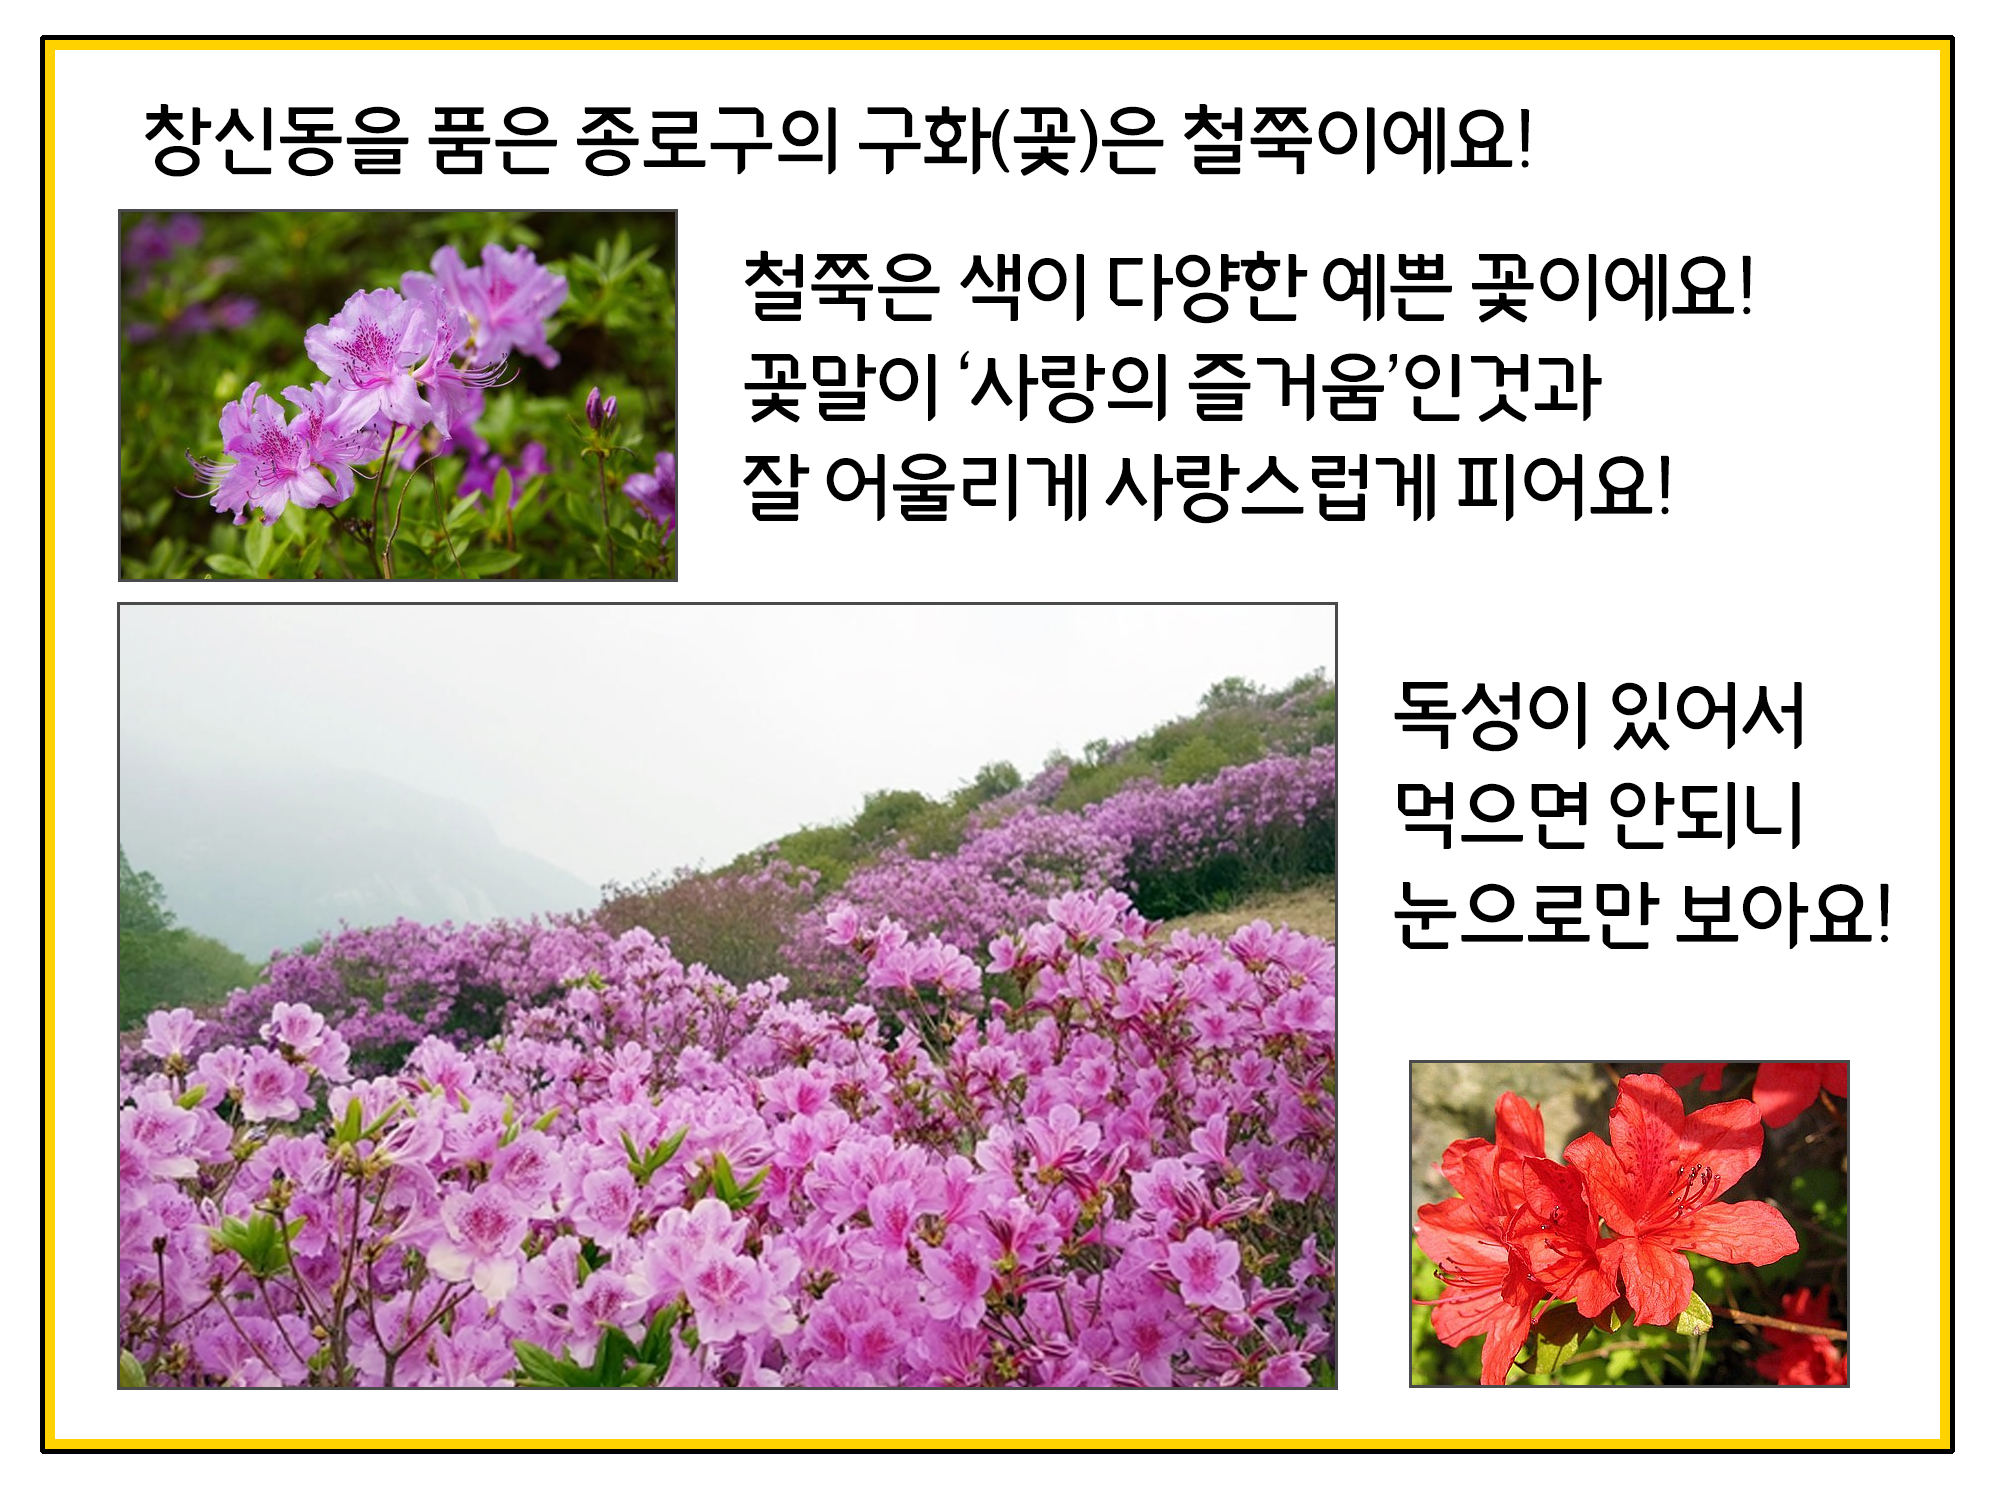 창신동을 품은 종로구의 구화(꽃)은 철쭉이에요!
철쭉은 색이 다양한 예쁜 꽃이에요!
꽃말이 ‘사랑의 즐거움’인것과
잘 어울리게 사랑스럽게 피어요!
독성이 있어서
먹으면 안되니
눈으로만 보아요!